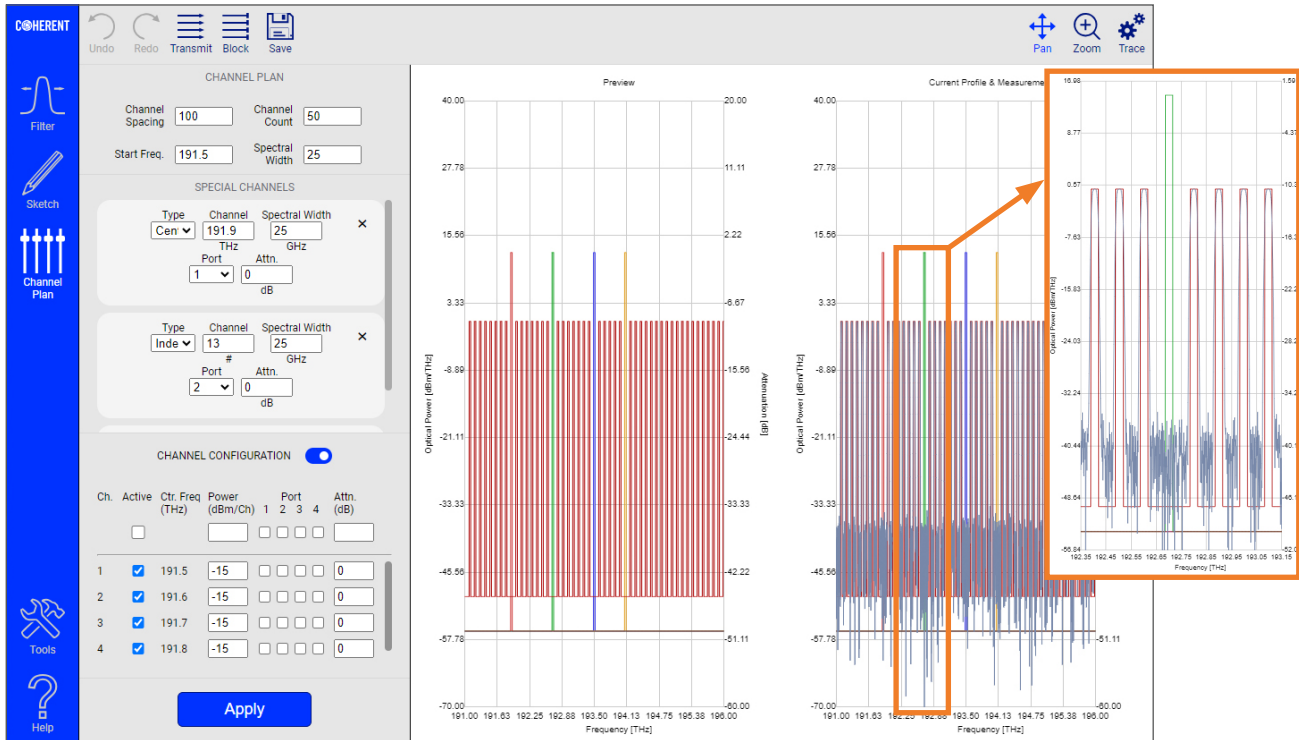 COHERENT
Undo Redo Transmit Block Save
Pan Zoom Trace
Filter
Sketch
Channel
Plan
Tools
Help
CHANNEL PLAN
Channel
Spacing 100
Channel
Count 50
Start Freq. 191.5
Spectral
Width 25
SPECIAL CHANNELS
Type Channel Spectral Width
Cen 191.9 25 ×
THz GHz
Port Attn.
1 0
dB
Type Channel Spectral Width
Inde 13 25 ×
# GHz
Port Attn.
2 0
dB
CHANNEL CONFIGURATION
Ch. Active Ctr. Freq Power Port Attn.
(THz) (dBm/Ch) 1 2 3 4 (dB)
1 191.5 -15 0
2 191.6 -15 0
3 191.7 -15 0
4 191.8 -15 0
Apply
Preview
40.00 20.00
27.78 11.11
15.56 2.22
3.33 -6.67
-8.89 -15.56
-21.11 -24.44
-33.33 -33.33
-45.56 -42.22
-57.78 -51.11
-70.00 -60.00
Optical Power [dBm/THz]
Attenuation [dB]
191.00 191.63 192.25 192.88 193.50 194.13 194.75 195.38 196.00
Frequency [THz]
Current Profile & Measureme
40.00
27.78
15.56
3.33
-8.89
-21.11
-33.33
-45.56
-57.78 -51.11
-70.00 -60.00
Optical Power [dBm/THz]
191.00 191.63 192.25 192.88 193.50 194.13 194.75 195.38 196.00
Frequency [THz]
16.98 1.59
8.77 -4.37
0.57 -10.3
-7.63 -16.3
-15.83 -22.2
-24.03 -28.2
-32.24 -34.2
-40.44 -40.1
-48.64 -46.1
-56.84 -52.0
Optical Power [dBm/THz]
192.35 192.45 192.55 192.65 192.75 192.85 192.95 193.05 193.15
Frequency [THz]